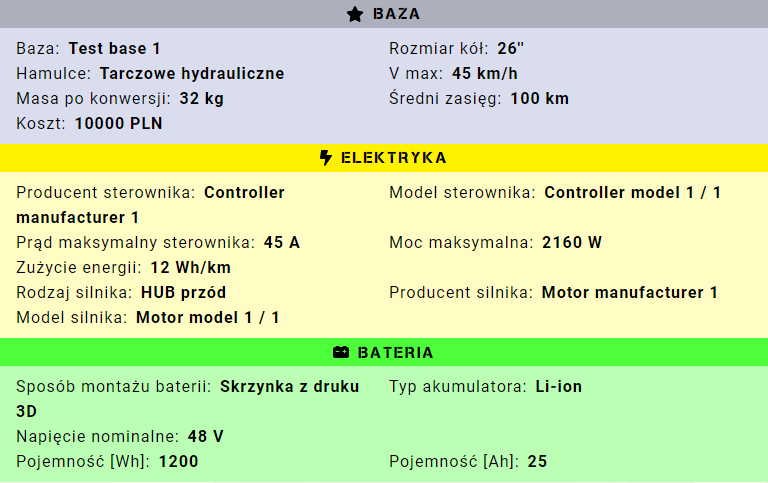 BAZA
Baza: Test base 1
Rozmiar kół: 26"
Hamulce: Tarczowe hydrauliczne
V max: 45 km/h
Masa po konwersji: 32 kg
Średni zasięg: 100 km
Koszt: 10000 PLN
ELEKTRYKA
Producent sterownika: Controller
manufacturer 1
Model sterownika: Controller model 1 / 1
Prąd maksymalny sterownika: 45 A
Moc maksymalna: 2160 W
Zużycie energii: 12 Wh/km
Rodzaj silnika: HUB przód
Producent silnika: Motor manufacturer 1
Model silnika: Motor model 1 / 1
BATERIA
Sposób montażu baterii: Skrzynka z druku
3D
Typ akumulatora: Li-ion
Napięcie nominalne: 48 V
Pojemność [Wh]: 1200
Pojemność [Ah]: 25